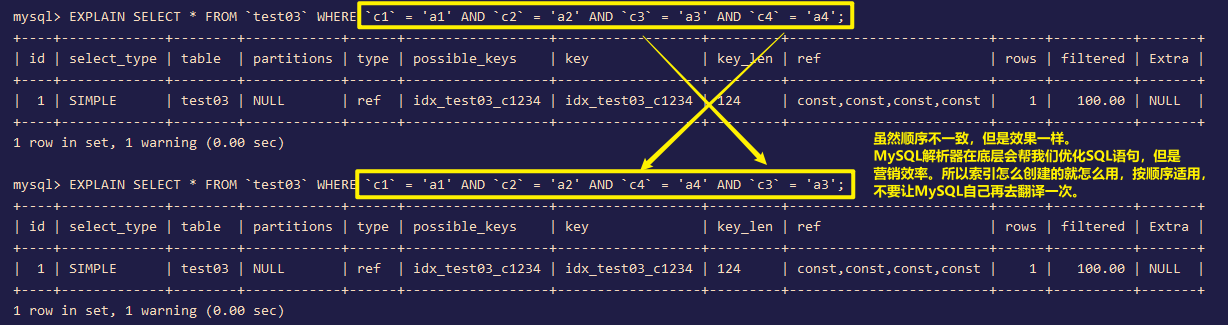 mysql> EXPLAIN SELECT * FROM `test03` WHERE `c1` = 'a1' AND `c2` = 'a2' AND `c3` = 'a3' AND `c4` = 'a4';
+----+-------------+--------+------------+------+-----------------+-----------------+---------+-------------------------+------+----------+-------+
| id | select_type | table | partitions | type | possible_keys | key | key_len | ref | rows | filtered | Extra |
+----+-------------+--------+------------+------+-----------------+-----------------+---------+-------------------------+------+----------+-------+
| 1 | SIMPLE | test03 | NULL | ref | idx_test03_c1234 | idx_test03_c1234 | 124 | const,const,const,const | 1 | 100.00 | NULL |
+----+-------------+--------+------------+------+-----------------+-----------------+---------+-------------------------+------+----------+-------+
1 row in set, 1 warning (0.00 sec)
虽然顺序不一致，但是效果一样。
MySQL解析器在底层会帮我们优化SQL语句，但是
营销效率。所以索引怎么创建的就怎么用，按顺序适用，
不要让MySQL自己再去翻译一次。
mysql> EXPLAIN SELECT * FROM `test03` WHERE `c1` = 'a1' AND `c2` = 'a2' AND `c4` = 'a4' AND `c3` = 'a3';
+----+-------------+--------+------------+------+-----------------+-----------------+---------+-------------------------+------+----------+-------+
| id | select_type | table | partitions | type | possible_keys | key | key_len | ref | rows | filtered | Extra |
+----+-------------+--------+------------+------+-----------------+-----------------+---------+-------------------------+------+----------+-------+
| 1 | SIMPLE | test03 | NULL | ref | idx_test03_c1234 | idx_test03_c1234 | 124 | const,const,const,const | 1 | 100.00 | NULL |
+----+-------------+--------+------------+------+-----------------+-----------------+---------+-------------------------+------+----------+-------+
1 row in set, 1 warning (0.00 sec)